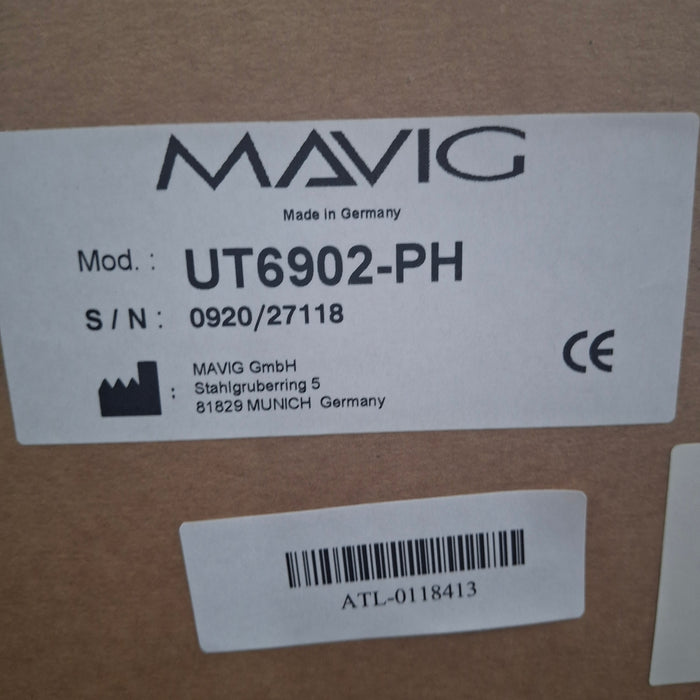 MAVIG
Made in Germany
Mod. : UT6902-PH
S / N : 0920/27118
CE
: MAVIG GmbH
Stahlgruberring 5
81829 MUNICH Germany
ATL-0118413